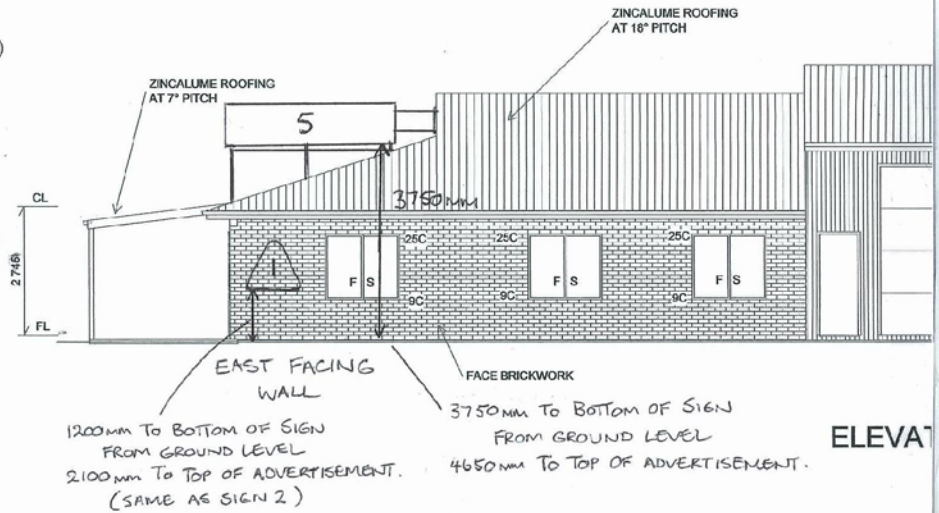 ZINCALUME ROOFING
AT 18° PITCH
ZINCALUME ROOFING
AT 7° PITCH
5
CL
3750mm
2746
25C
25C
25C
1
F S
F S
F S
9C
9C
9C
FL
EAST FACING
WALL
FACE BRICKWORK
1200mm TO BOTTOM OF SIGN
FROM GROUND LEVEL
2100mm TO TOP OF ADVERTISEMENT.
(SAME AS SIGN 2)
3750mm TO BOTTOM OF SIGN
FROM GROUND LEVEL
4650mm TO TOP OF ADVERTISEMENT.
ELEVAT